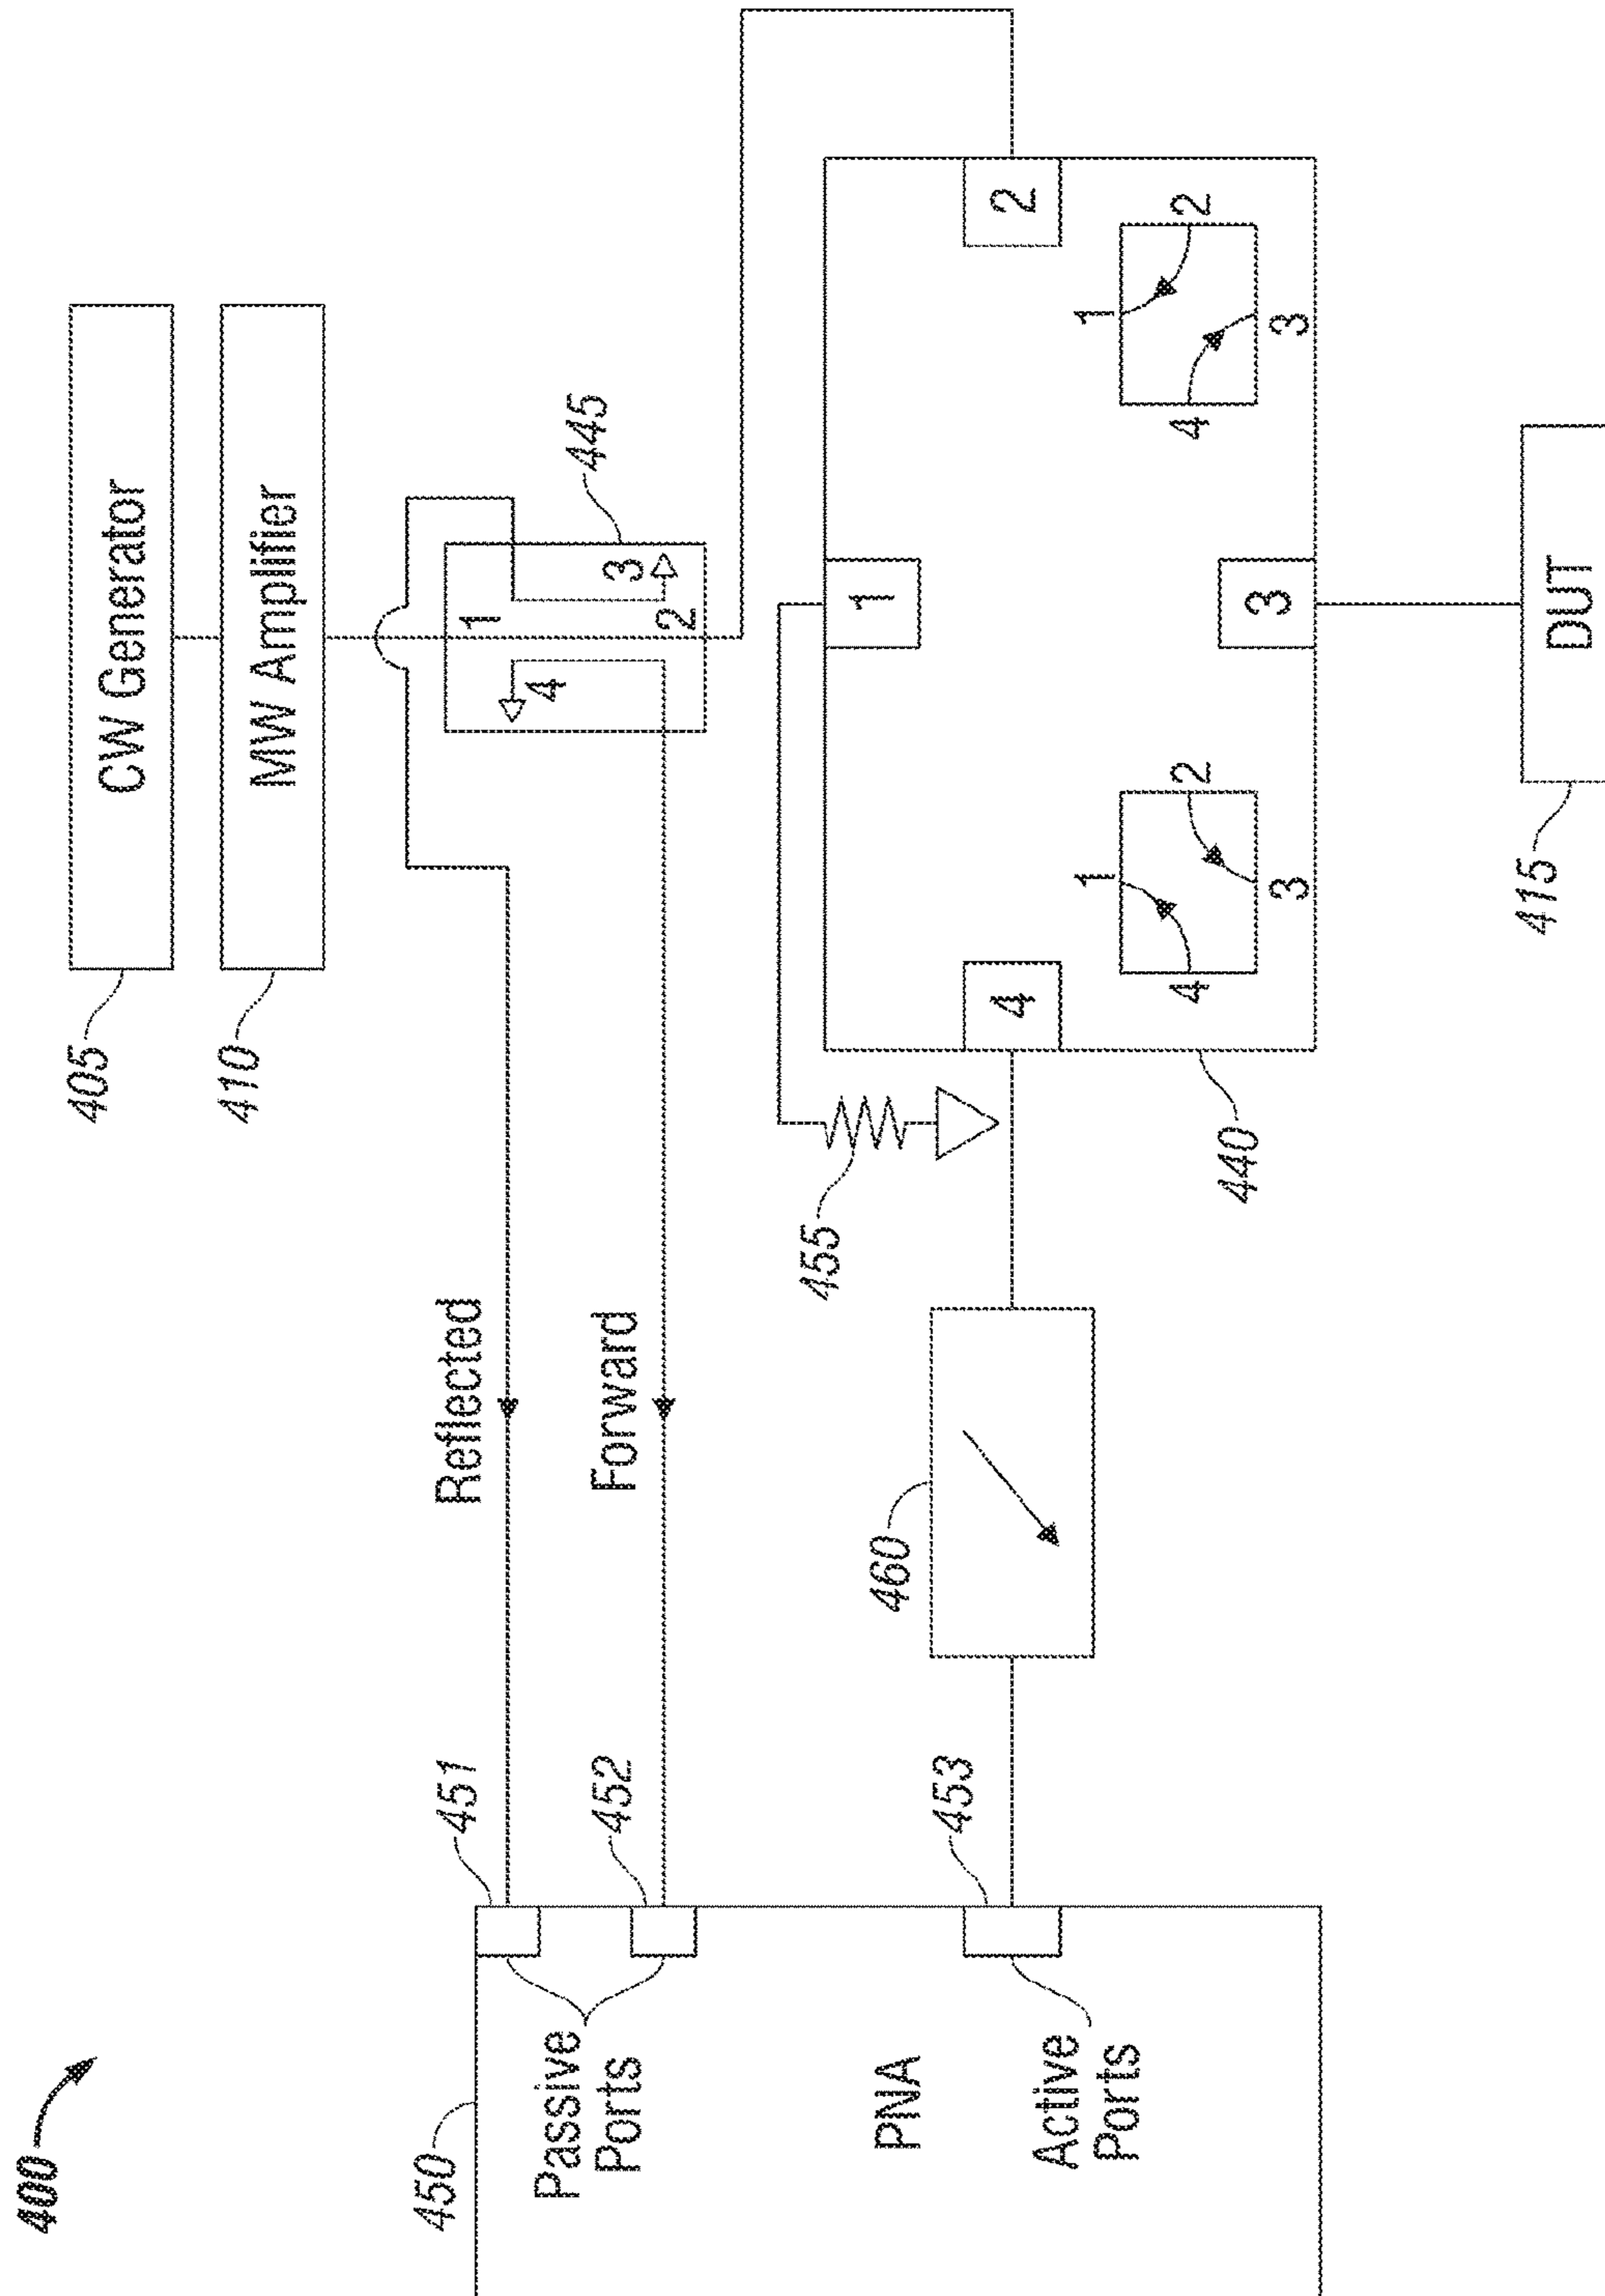 400
CW Generator
405
MW Amplifier
410
445
1
2
3
4
Reflected
Forward
451
452
453
450
Passive
Ports
PNA
Active
Ports
460
455
440
1
2
3
4
1
2
3
4
1
2
3
4
DUT
415